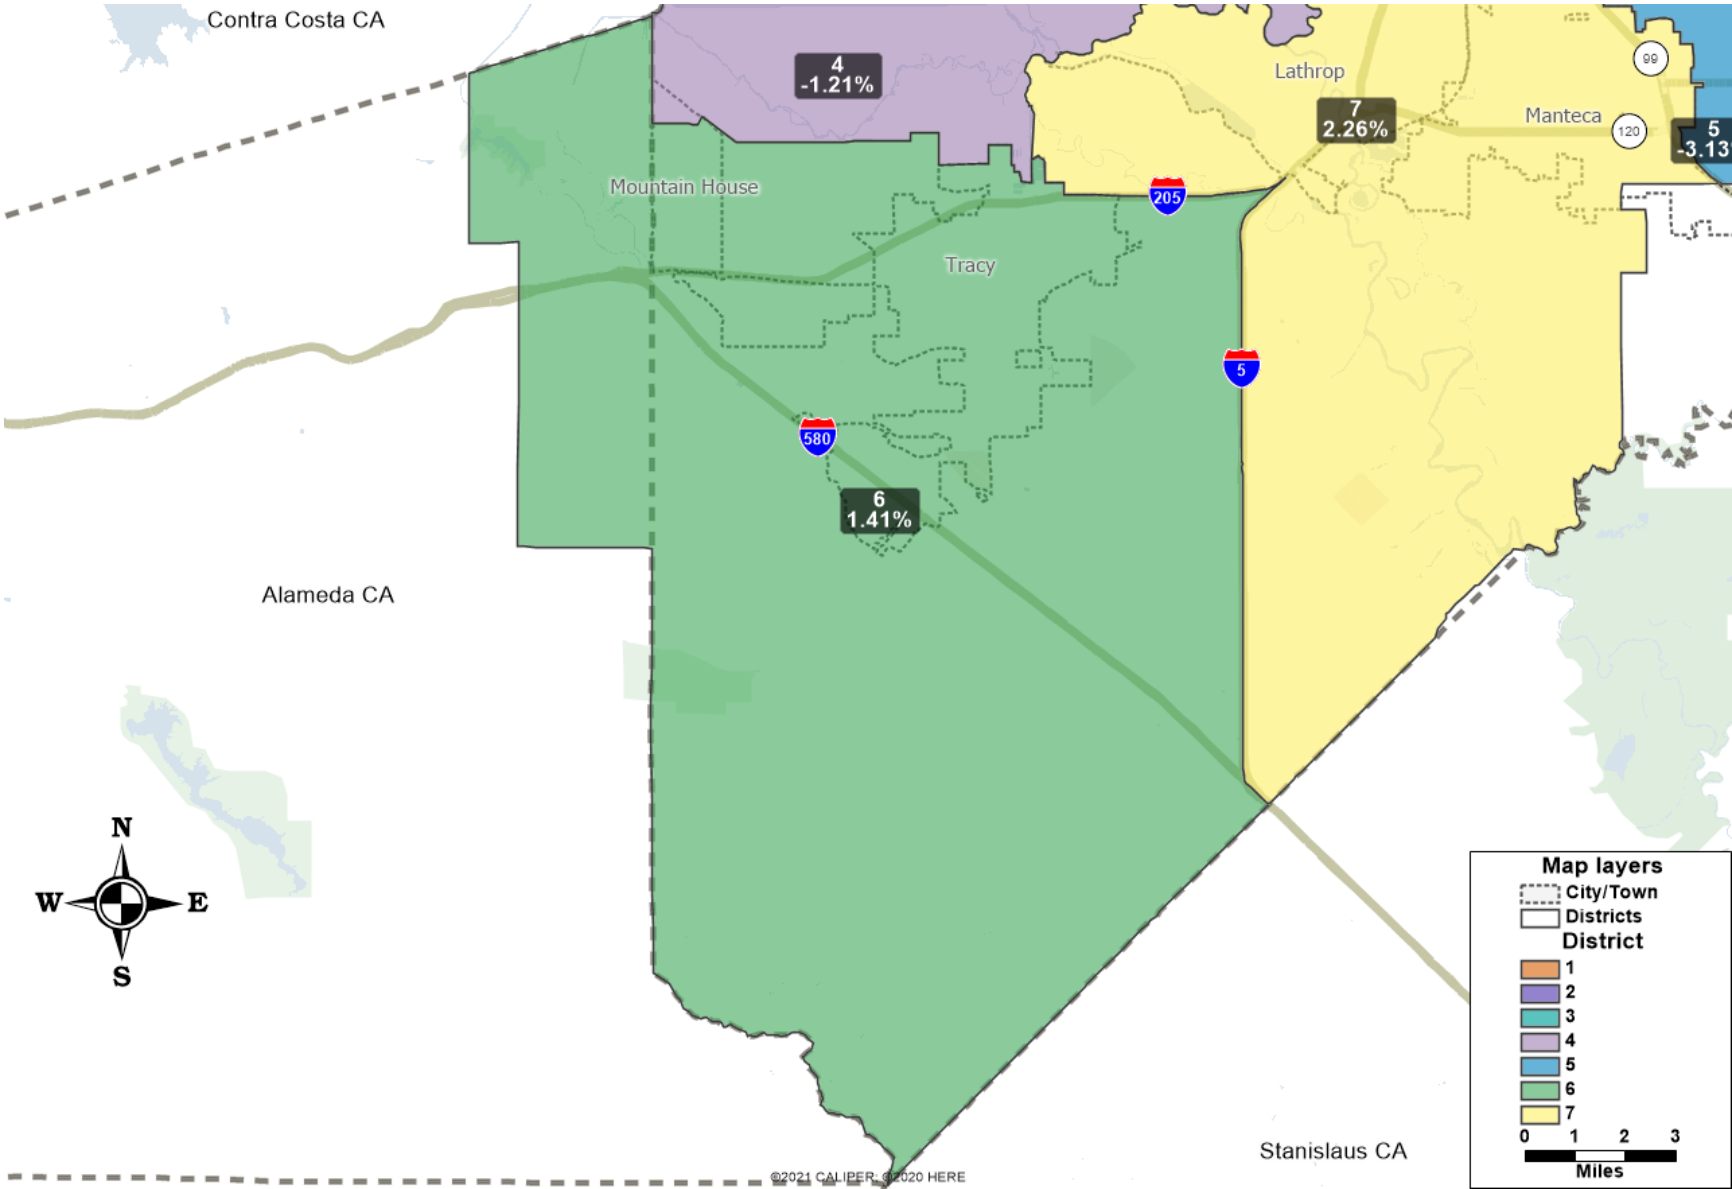 Contra Costa CA
4
-1.21%
Lathrop
99
7
2.26%
Manteca
120
5
-3.13
Mountain House
205
Tracy
5
580
6
1.41%
Alameda CA
N
W
E
S
Map layers
City/Town
Districts
District
1
2
3
4
5
6
7
0 1 2 3
Miles
Stanislaus CA
©2021 CALIPER; ©2020 HERE